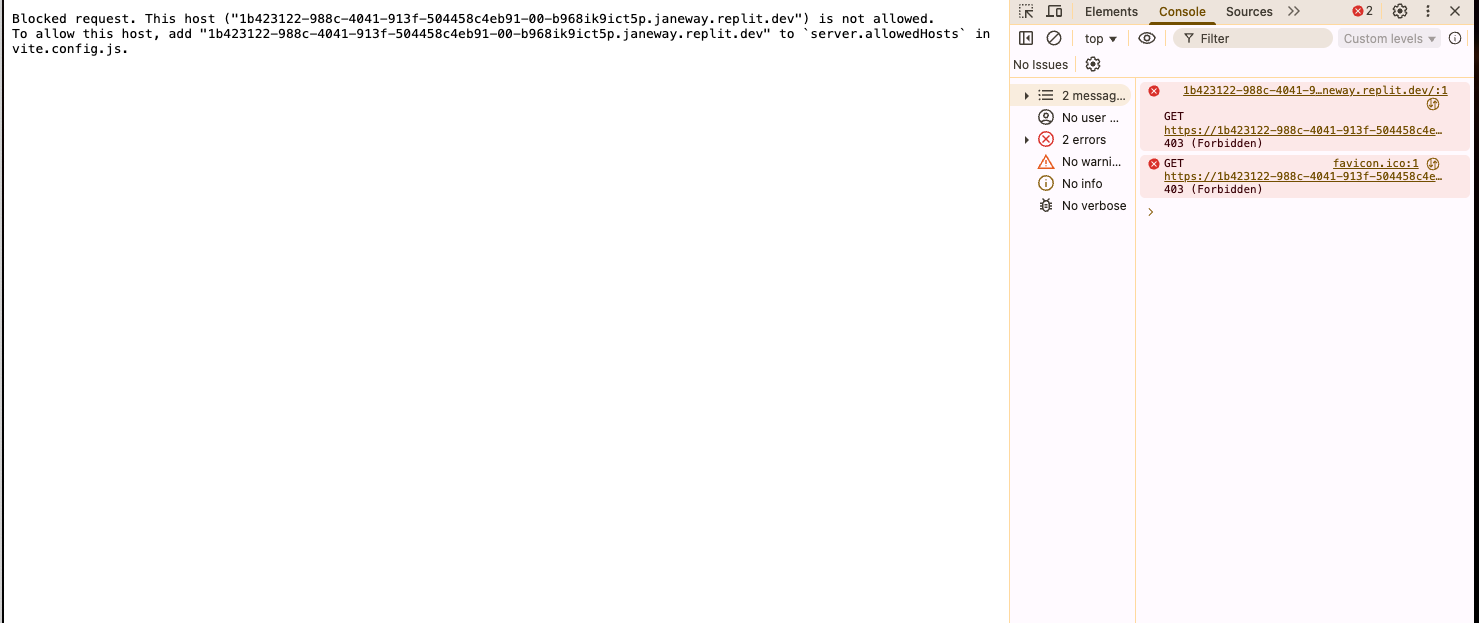 Blocked request. This host ("1b423122-988c-4041-913f-504458c4eb91-00-b968ik9ict5p.janeway.replit.dev") is not allowed.
To allow this host, add "1b423122-988c-4041-913f-504458c4eb91-00-b968ik9ict5p.janeway.replit.dev" to `server.allowedHosts` in
vite.config.js.
Elements Console Sources 2
top Filter Custom levels
No Issues
2 messag...
No user ...
2 errors
No warni...
No info
No verbose
1b423122-988c-4041-9…neway.replit.dev/:1
GET
https://1b423122-988c-4041-913f-504458c4e…
403 (Forbidden)
GET favicon.ico:1
https://1b423122-988c-4041-913f-504458c4e…
403 (Forbidden)